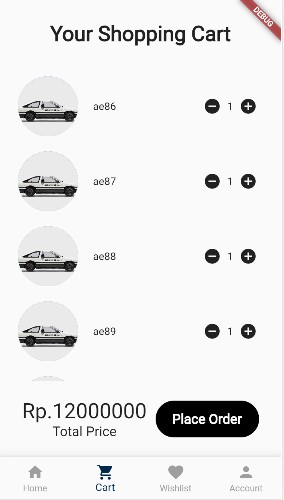 DEBUG
Your Shopping Cart
ae86 1
ae87 1
ae88 1
ae89 1
Rp.12000000
Total Price
Place Order
Home Cart Wishlist Account